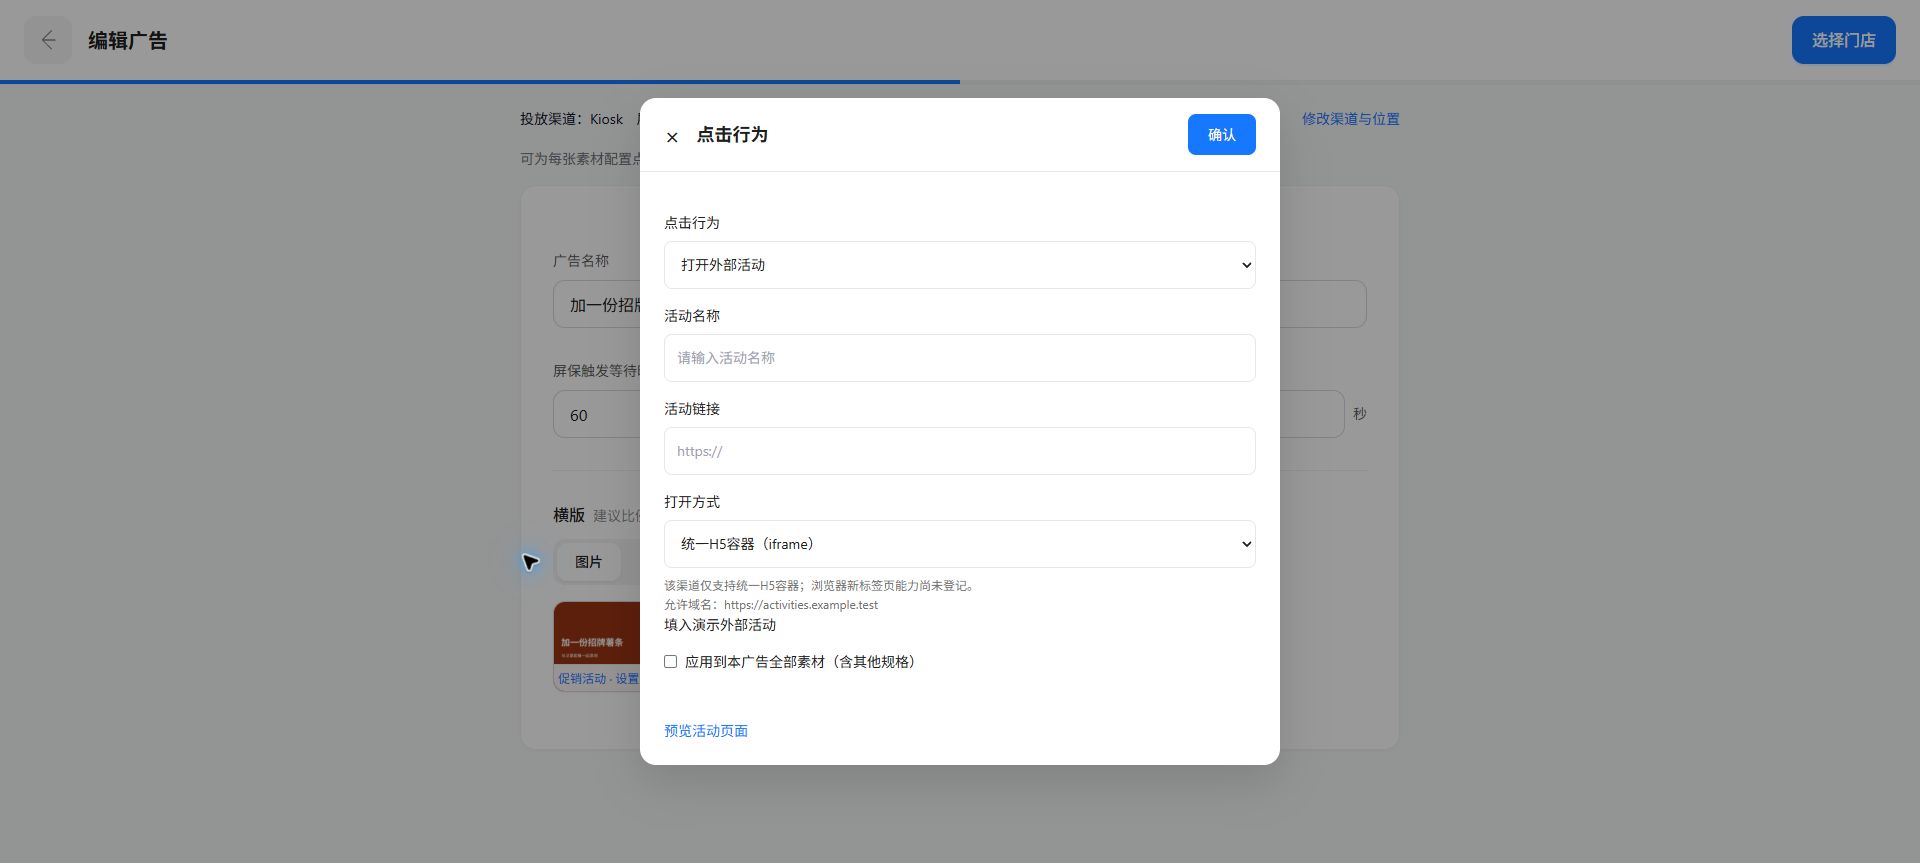 编辑广告
选择门店
投放渠道：Kiosk
修改渠道与位置
可为每张素材配置点
广告名称
加一份招牌
屏保触发等待时
60
秒
横版 建议比例
图片
加一份招牌薯条
促销活动 · 设置
× 点击行为
确认
点击行为
打开外部活动
活动名称
请输入活动名称
活动链接
https://
打开方式
统一H5容器（iframe）
该渠道仅支持统一H5容器；浏览器新标签页能力尚未登记。
允许域名：https://activities.example.test
填入演示外部活动
应用到本广告全部素材（含其他规格）
预览活动页面